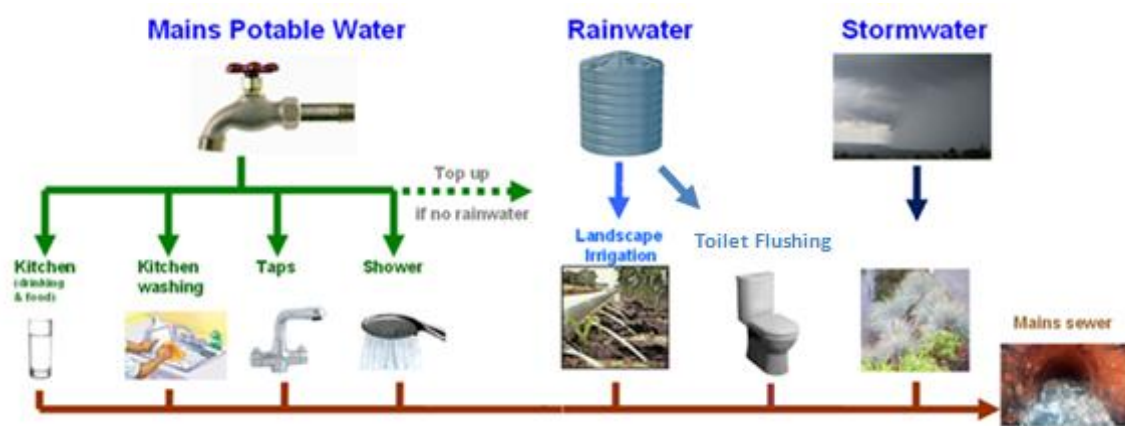 Mains Potable Water
Rainwater
Stormwater
Top up
if no rainwater
Kitchen
(drinking
& food)
Kitchen
washing
Taps
Shower
Landscape
Irrigation
Toilet Flushing
Mains sewer